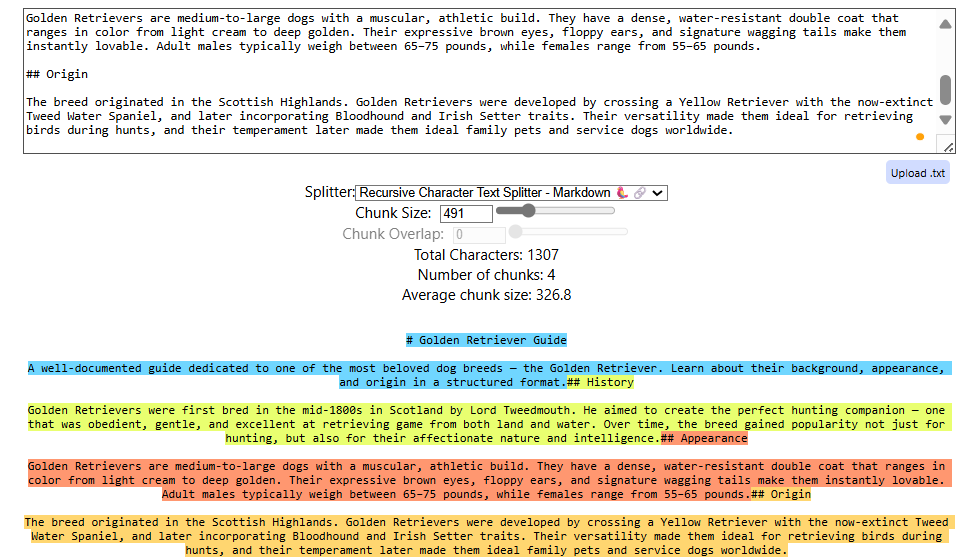 Golden Retrievers are medium-to-large dogs with a muscular, athletic build. They have a dense, water-resistant double coat that
ranges in color from light cream to deep golden. Their expressive brown eyes, floppy ears, and signature wagging tails make them
instantly lovable. Adult males typically weigh between 65–75 pounds, while females range from 55–65 pounds.
## Origin
The breed originated in the Scottish Highlands. Golden Retrievers were developed by crossing a Yellow Retriever with the now-extinct
Tweed Water Spaniel, and later incorporating Bloodhound and Irish Setter traits. Their versatility made them ideal for retrieving
birds during hunts, and their temperament later made them ideal family pets and service dogs worldwide.
Upload .txt
Splitter: Recursive Character Text Splitter - Markdown 🦜🔗
Chunk Size: 491
Chunk Overlap: 0
Total Characters: 1307
Number of chunks: 4
Average chunk size: 326.8
# Golden Retriever Guide
A well-documented guide dedicated to one of the most beloved dog breeds — the Golden Retriever. Learn about their background, appearance,
and origin in a structured format.## History
Golden Retrievers were first bred in the mid-1800s in Scotland by Lord Tweedmouth. He aimed to create the perfect hunting companion — one
that was obedient, gentle, and excellent at retrieving game from both land and water. Over time, the breed gained popularity not just for
hunting, but also for their affectionate nature and intelligence.## Appearance
Golden Retrievers are medium-to-large dogs with a muscular, athletic build. They have a dense, water-resistant double coat that ranges in
color from light cream to deep golden. Their expressive brown eyes, floppy ears, and signature wagging tails make them instantly lovable.
Adult males typically weigh between 65–75 pounds, while females range from 55–65 pounds.## Origin
The breed originated in the Scottish Highlands. Golden Retrievers were developed by crossing a Yellow Retriever with the now-extinct Tweed
Water Spaniel, and later incorporating Bloodhound and Irish Setter traits. Their versatility made them ideal for retrieving birds during
hunts, and their temperament later made them ideal family pets and service dogs worldwide.